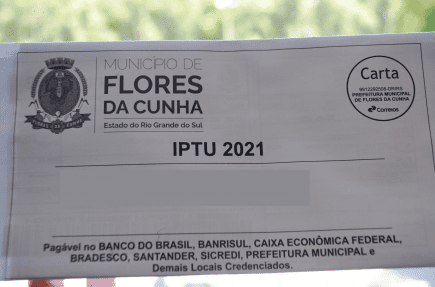 MUNICÍPIO DE
FLORES
DA CUNHA
Estado do Rio Grande do Sul
Carta
PREFEITURA MUNICIPAL
DE FLORES DA CUNHA
Correios
IPTU 2021
Pagável no BANCO DO BRASIL, BANRISUL, CAIXA ECONÔMICA FEDERAL,
BRADESCO, SANTANDER, SICREDI, PREFEITURA MUNICIPAL e
Demais Locais Credenciados.